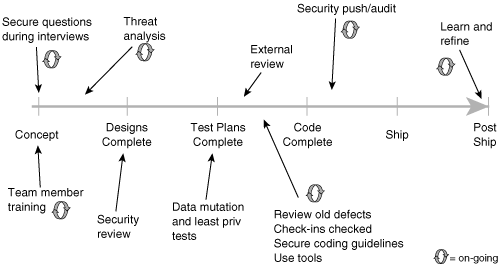 Secure questions
during interviews
Threat
analysis
External
review
Security push/audit
Learn and
refine
Concept
Designs
Complete
Test Plans
Complete
Code
Complete
Ship
Post
Ship
Team member
training
Security
review
Data mutation
and least priv
tests
Review old defects
Check-ins checked
Secure coding guidelines
Use tools
= on-going